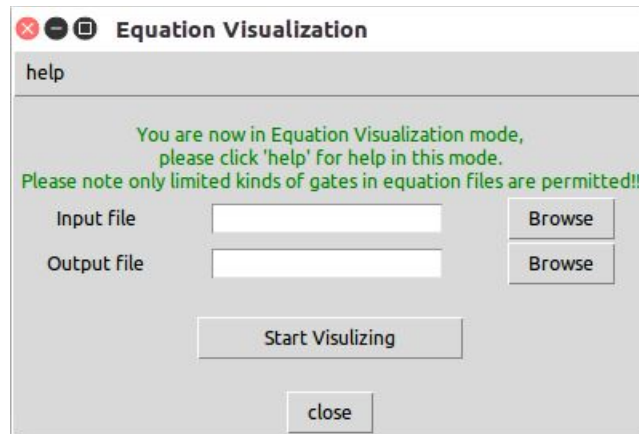 Equation Visualization
help
You are now in Equation Visualization mode,
please click 'help' for help in this mode.
Please note only limited kinds of gates in equation files are permitted!!
Input file Browse
Output file Browse
Start Visulizing
close